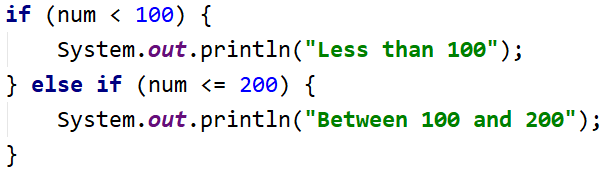 if (num < 100) {
    System.out.println("Less than 100");
} else if (num <= 200) {
    System.out.println("Between 100 and 200");
}